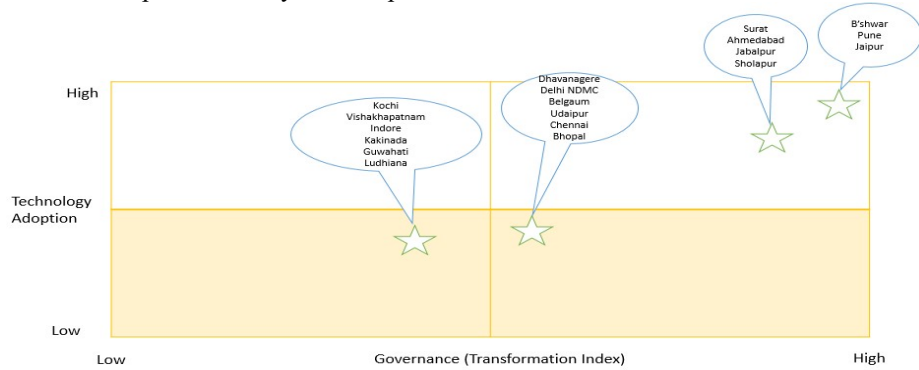 B'shwar
Pune
Jaipur
Surat
Ahmedabad
Jabalpur
Sholapur
Dhavanagere
Delhi NDMC
Belgaum
Udaipur
Chennai
Bhopal
Kochi
Vishakhapatnam
Indore
Kakinada
Guwahati
Ludhiana
High
Technology
Adoption
Low
Low
Governance (Transformation Index)
High